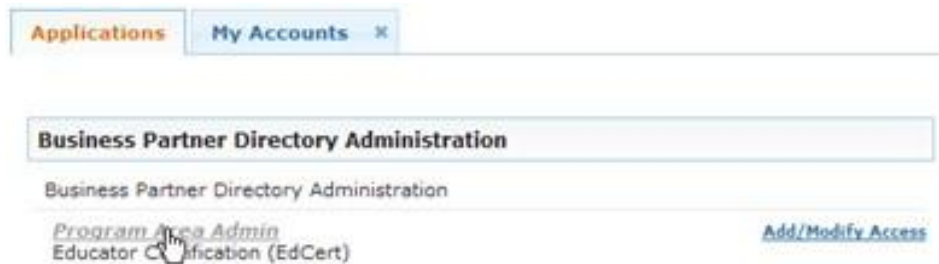 Applications My Accounts ×
Business Partner Directory Administration
Business Partner Directory Administration
Program Area Admin Add/Modify Access
Educator Certification (EdCert)